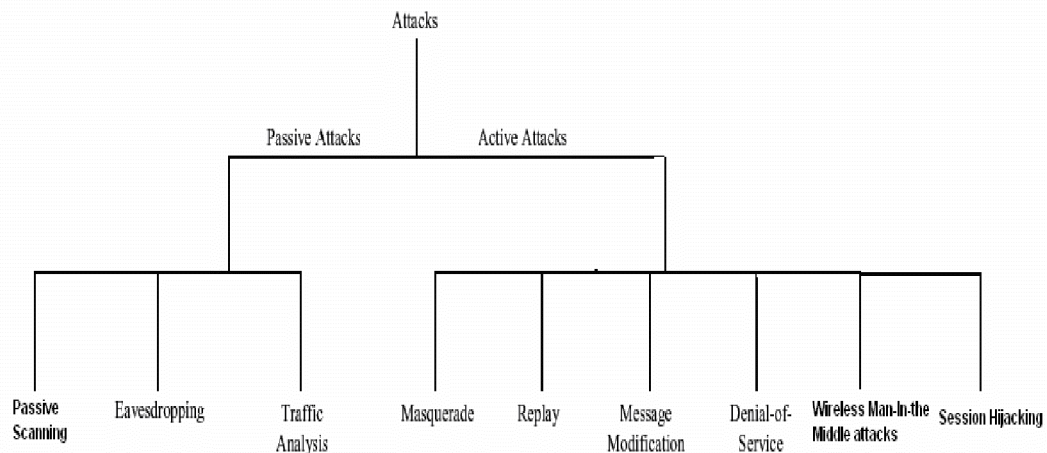 Attacks
Passive Attacks
Active Attacks
Passive
Scanning
Eavesdropping
Traffic
Analysis
Masquerade
Replay
Message
Modification
Denial-of-
Service
Wireless Man-In-the
Middle attacks
Session Hijacking